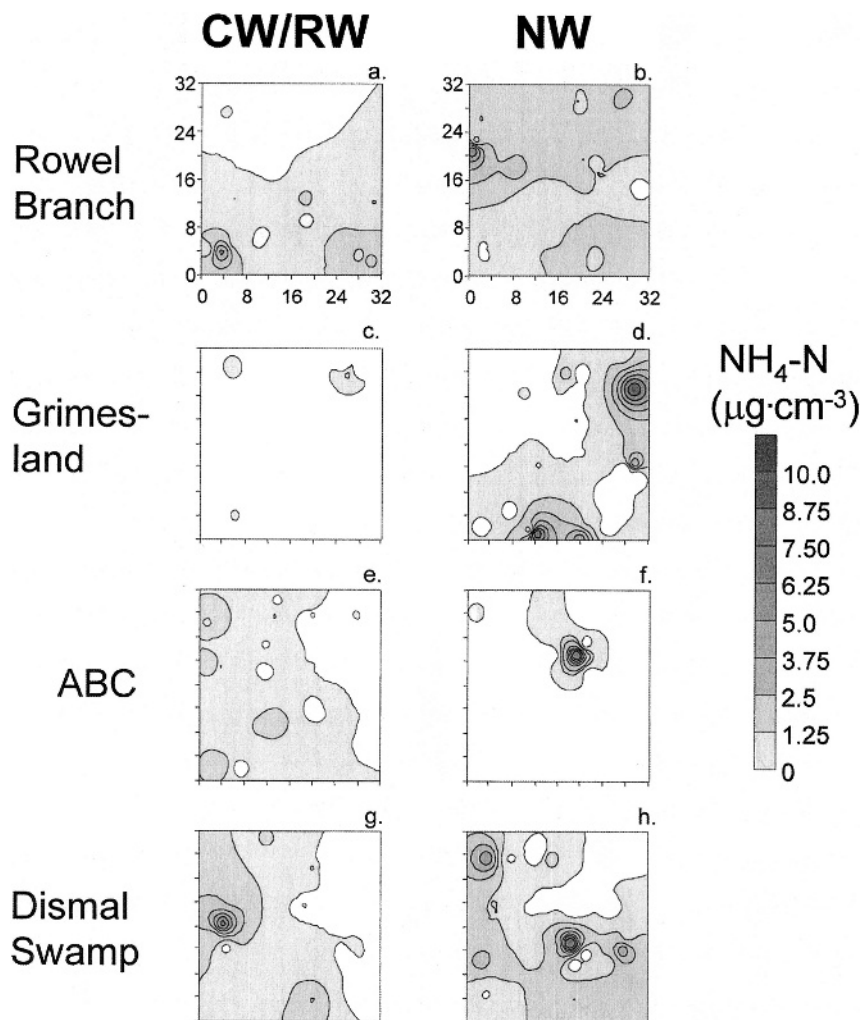 CW/RW NW
a. b.
Rowel
Branch
32
24
16
8
0
0 8 16 24 32
32
24
16
8
0
0 8 16 24 32
c. d.
Grimes-
land
NH4-N
(μg·cm-3)
10.0
8.75
7.50
6.25
5.0
3.75
2.5
1.25
0
e. f.
ABC
g. h.
Dismal
Swamp